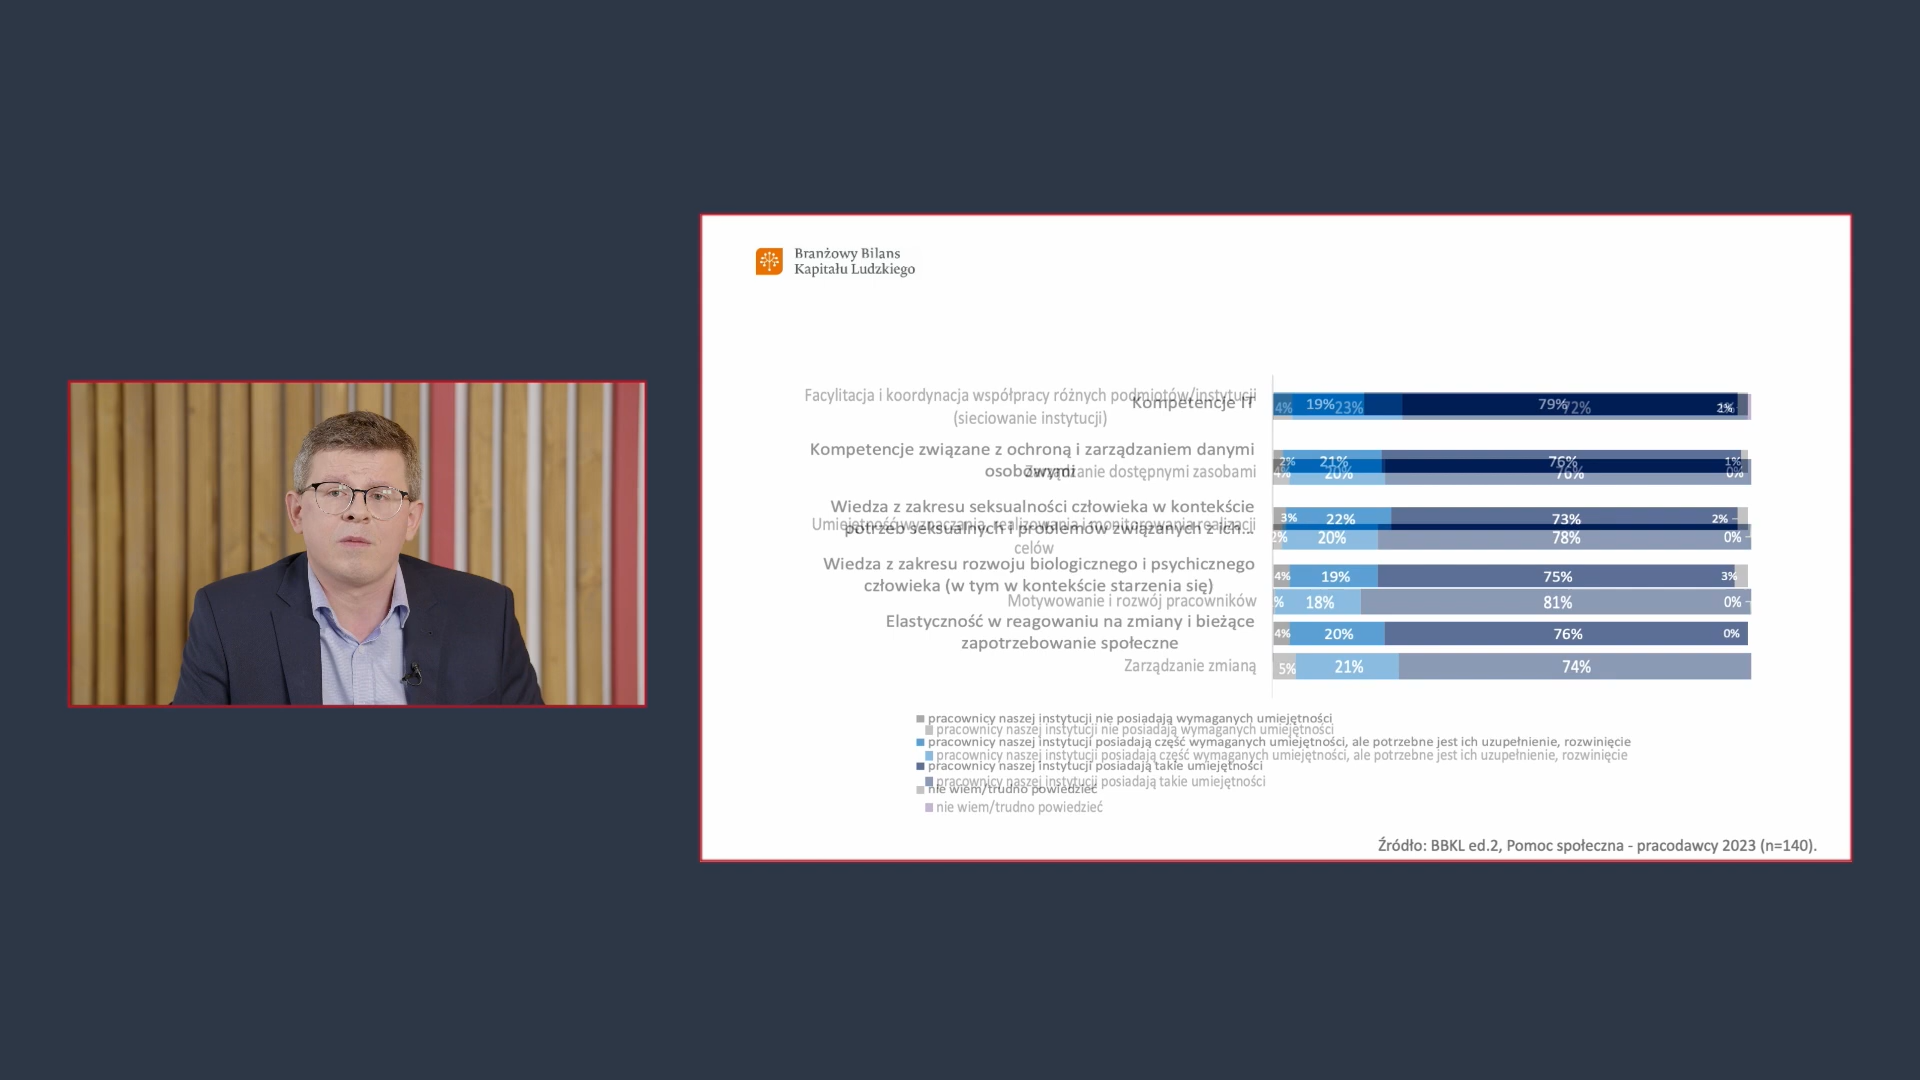 Branżowy Bilans
Kapitału Ludzkiego
Facylitacja i koordynacja współpracy różnych podmiotów/instytucji
(sieciowanie instytucji)
Kompetencje IT
19% 23% 79% 72% 2%
4%
Kompetencje związane z ochroną i zarządzaniem danymi
osobowymi
2% 21% 76% 1%
Zarządzanie dostępnymi zasobami
4% 20% 76% 0%
Wiedza z zakresu seksualności człowieka w kontekście
potrzeb seksualnych i problemów związanych z ich...
3% 22% 73% 2%
Umiejętność wyznaczania, realizowania i monitorowania realizacji
celów
2% 20% 78% 0%
Wiedza z zakresu rozwoju biologicznego i psychicznego
człowieka (w tym w kontekście starzenia się)
4% 19% 75% 3%
Motywowanie i rozwój pracowników
% 18% 81% 0%
Elastyczność w reagowaniu na zmiany i bieżące
zapotrzebowanie społeczne
4% 20% 76% 0%
Zarządzanie zmianą
5% 21% 74%
pracownicy naszej instytucji nie posiadają wymaganych umiejętności
pracownicy naszej instytucji nie posiadają wymaganych umiejętności
pracownicy naszej instytucji posiadają część wymaganych umiejętności, ale potrzebne jest ich uzupełnienie, rozwinięcie
pracownicy naszej instytucji posiadają część wymaganych umiejętności, ale potrzebne jest ich uzupełnienie, rozwinięcie
pracownicy naszej instytucji posiadają takie umiejętności
pracownicy naszej instytucji posiadają takie umiejętności
nie wiem/trudno powiedzieć
nie wiem/trudno powiedzieć
Źródło: BBKL ed.2, Pomoc społeczna - pracodawcy 2023 (n=140).